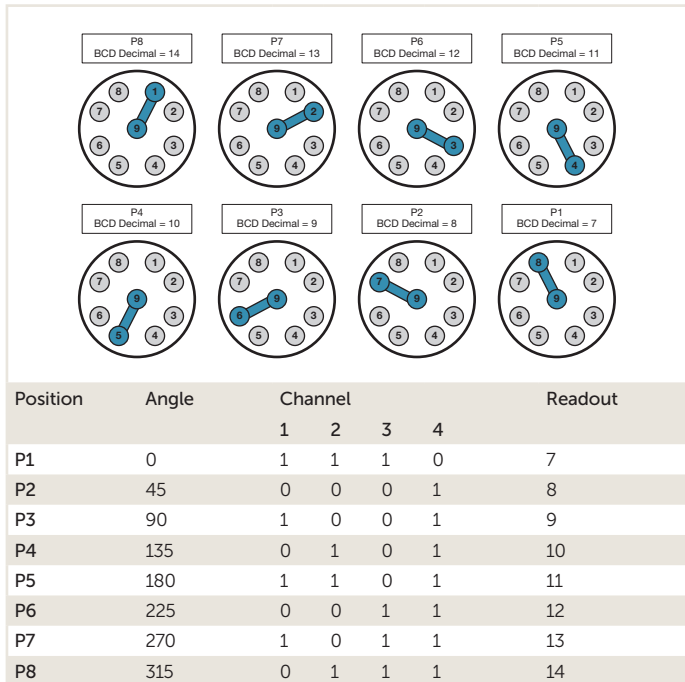 P8
BCD Decimal = 14
P7
BCD Decimal = 13
P6
BCD Decimal = 12
P5
BCD Decimal = 11
8 1
7 2
9
6 3
5 4
8 1
7 2
9
6 3
5 4
8 1
7 2
9
6 3
5 4
8 1
7 2
9
6 3
5 4
P4
BCD Decimal = 10
P3
BCD Decimal = 9
P2
BCD Decimal = 8
P1
BCD Decimal = 7
8 1
7 2
9
6 3
5 4
8 1
7 2
9
6 3
5 4
8 1
7 2
9
6 3
5 4
8 1
7 2
9
6 3
5 4
Position Angle Channel Readout
1 2 3 4
P1 0 1 1 1 0 7
P2 45 0 0 0 1 8
P3 90 1 0 0 1 9
P4 135 0 1 0 1 10
P5 180 1 1 0 1 11
P6 225 0 0 1 1 12
P7 270 1 0 1 1 13
P8 315 0 1 1 1 14